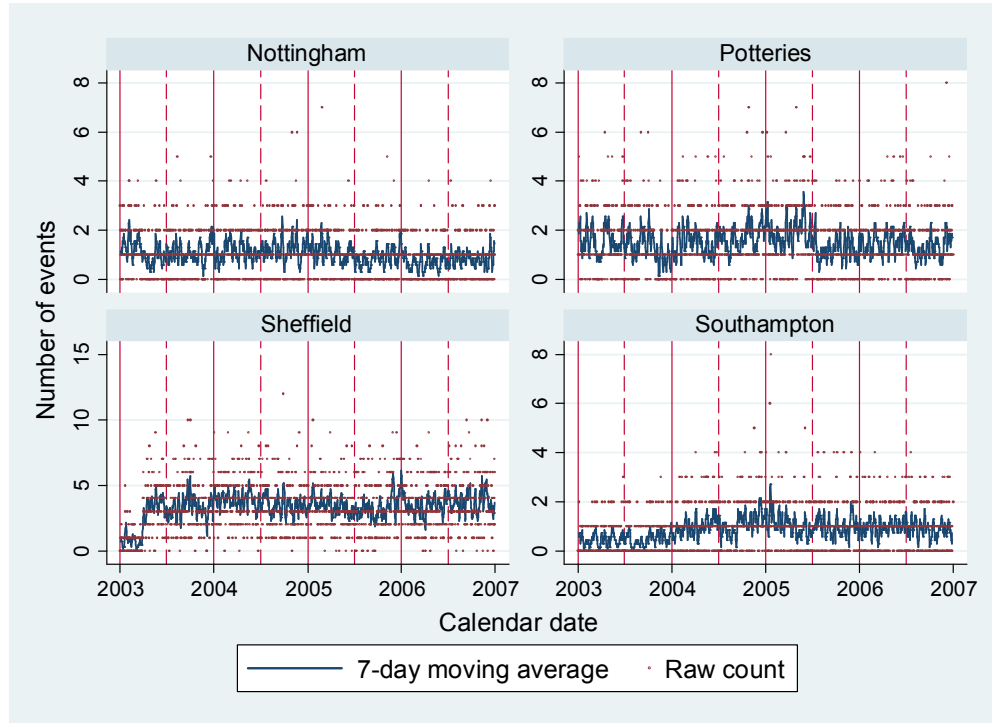 Nottingham
Potteries
8
6
4
2
0
8
6
4
2
0
Number of events
Sheffield
Southampton
15
10
5
0
8
6
4
2
0
2003 2004 2005 2006 2007
2003 2004 2005 2006 2007
Calendar date
7-day moving average
Raw count